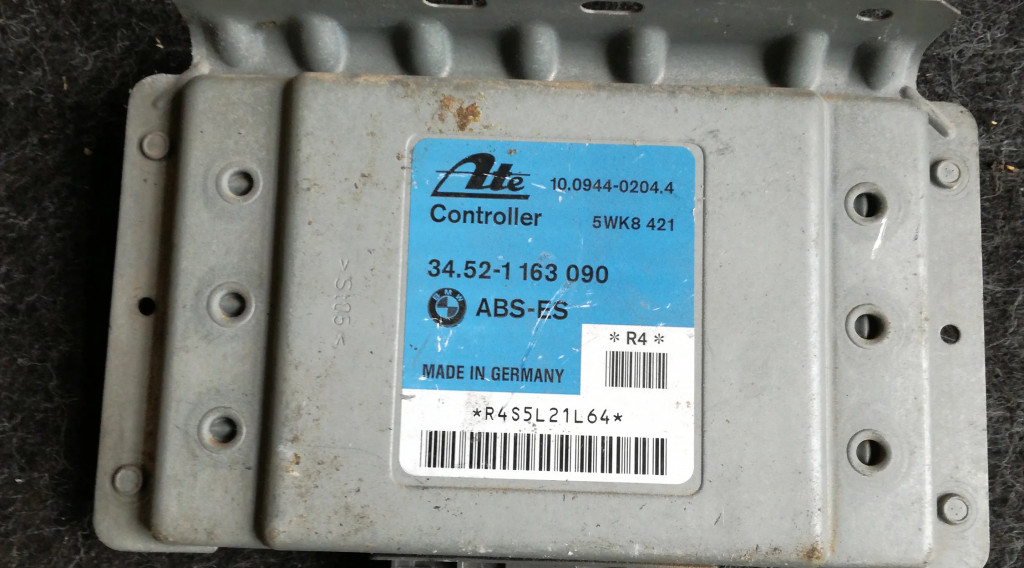 Ate 10.0944-0204.4
Controller 5WK8 421
34.52-1 163 090
BMW ABS-ES
* R4 *
MADE IN GERMANY
*R4S5L21L64*